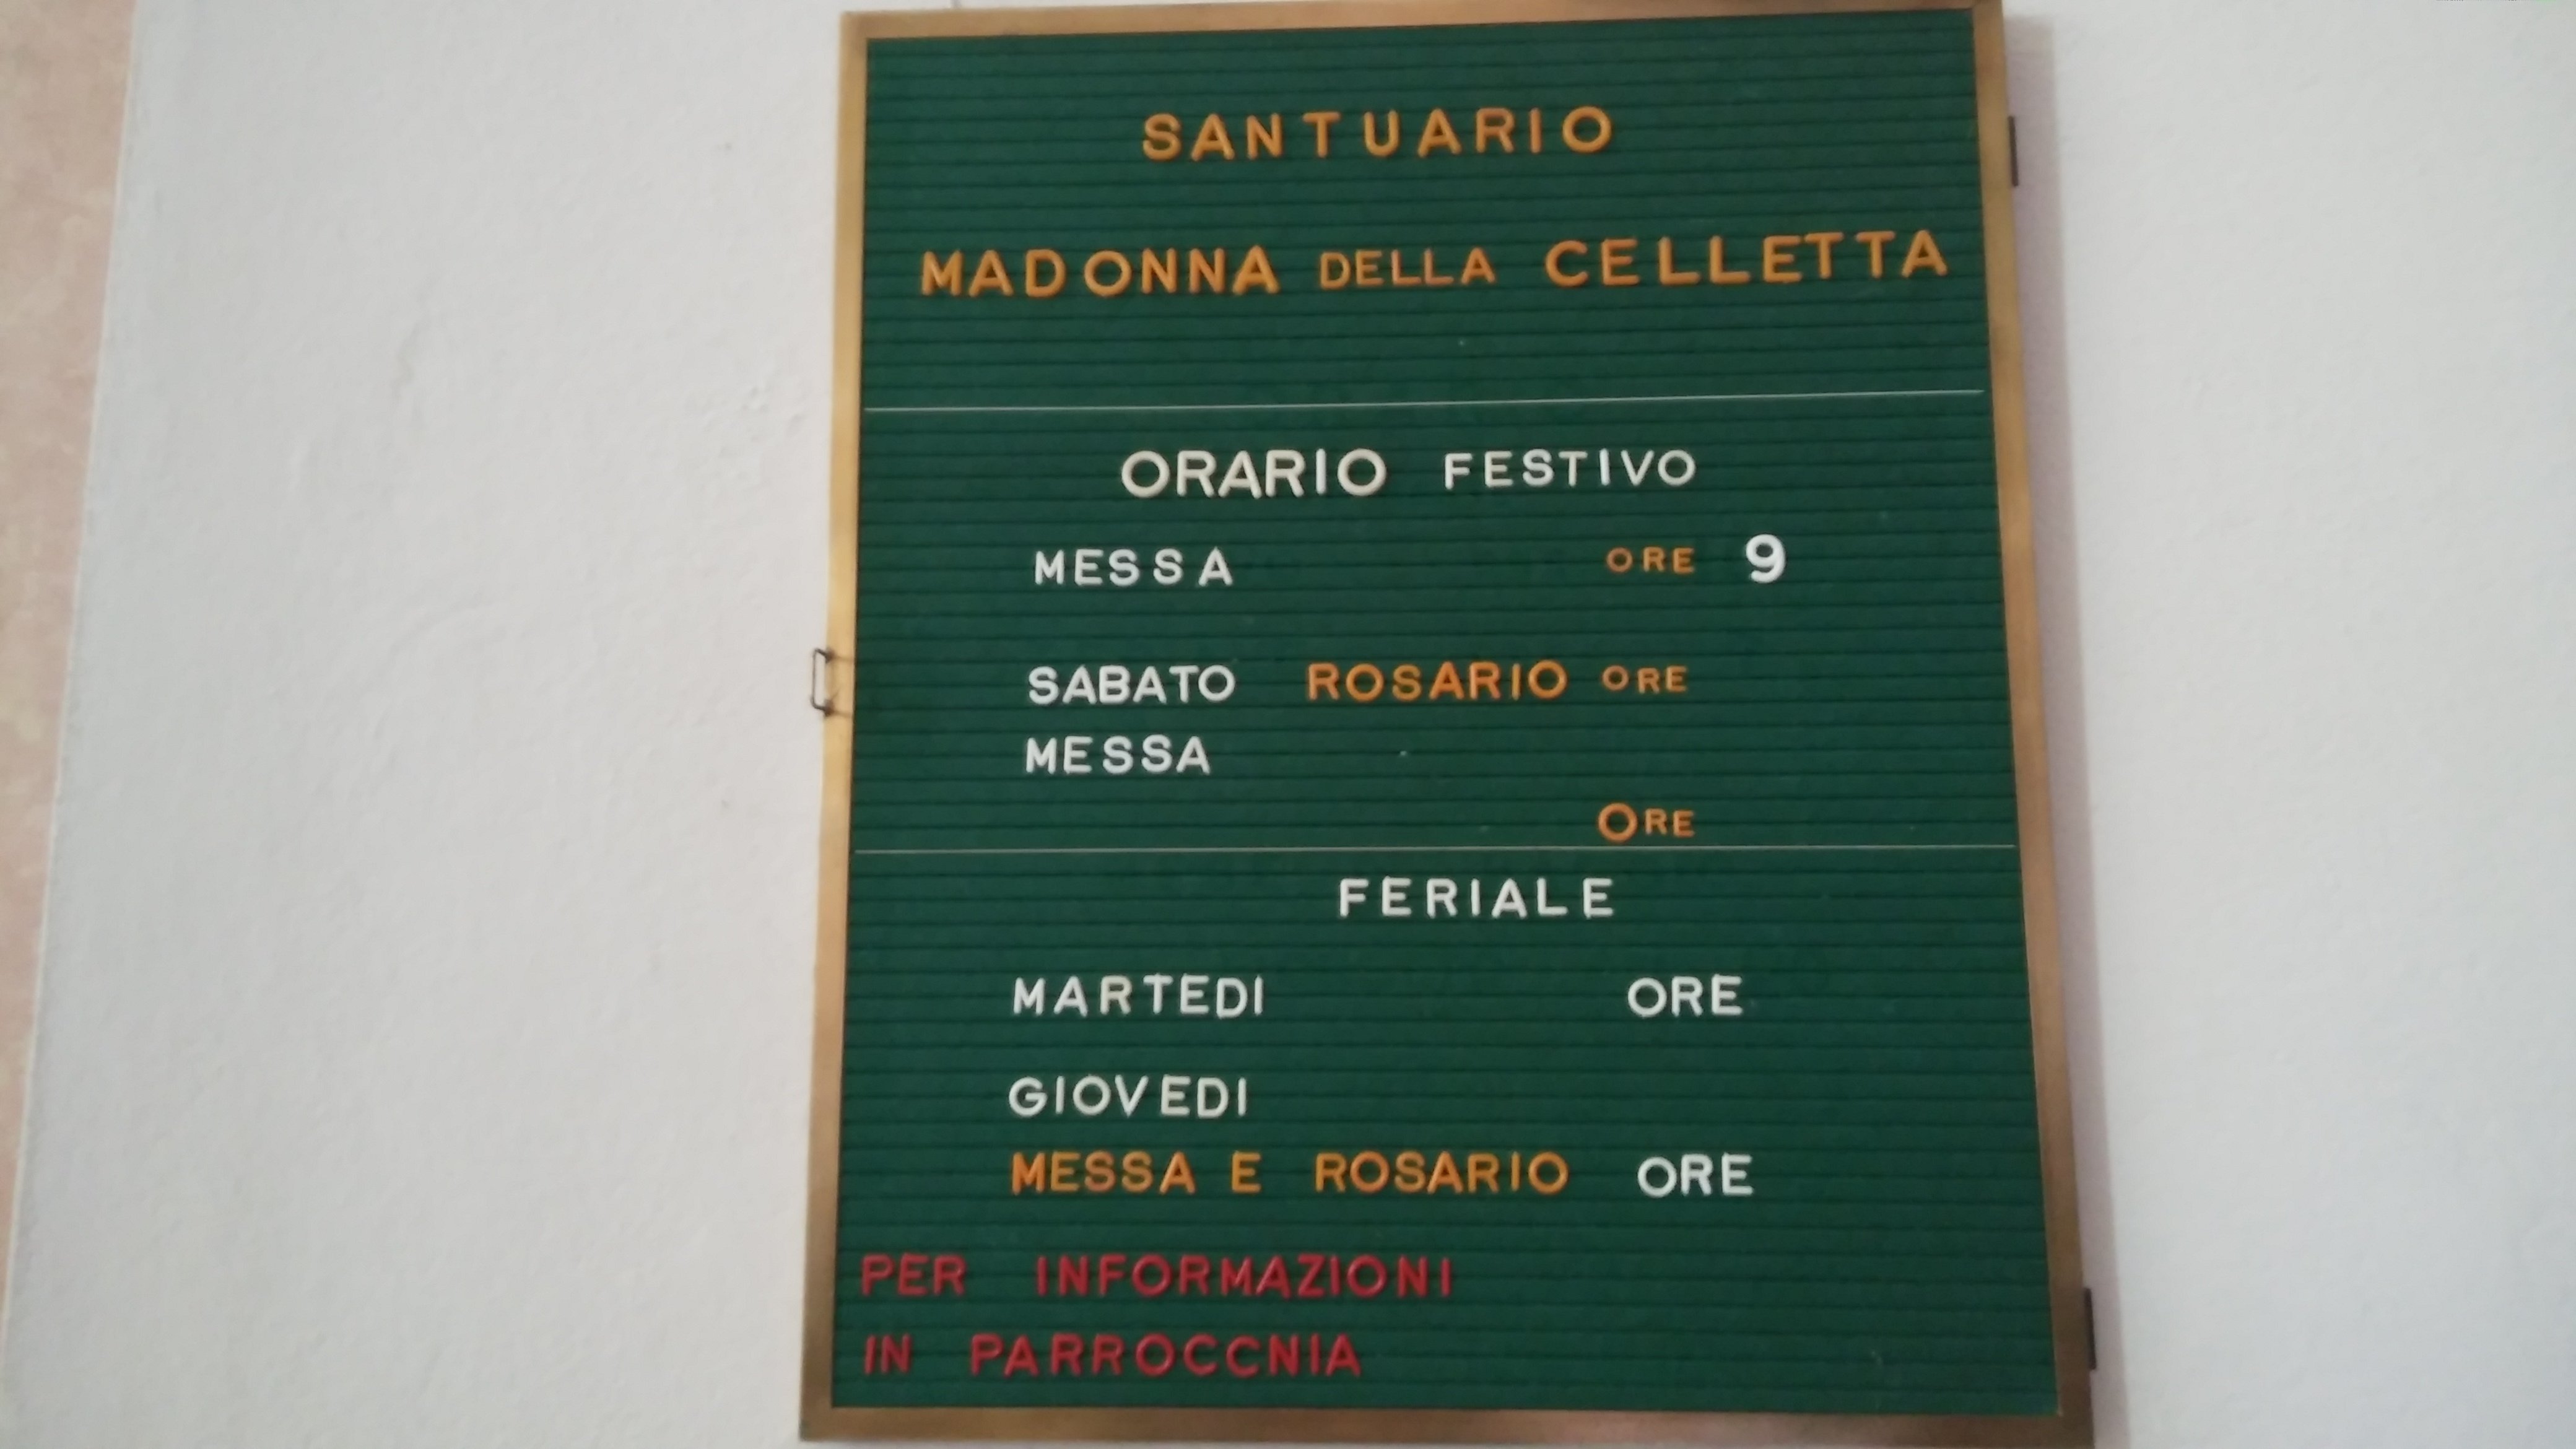 SANTUARIO
MADONNA DELLA CELLETTA
ORARIO FESTIVO
MESSA ORE 9
SABATO ROSARIO ORE
MESSA
ORE
FERIALE
MARTEDI ORE
GIOVEDI
MESSA E ROSARIO ORE
PER INFORMAZIONI
IN PARROCCNIA